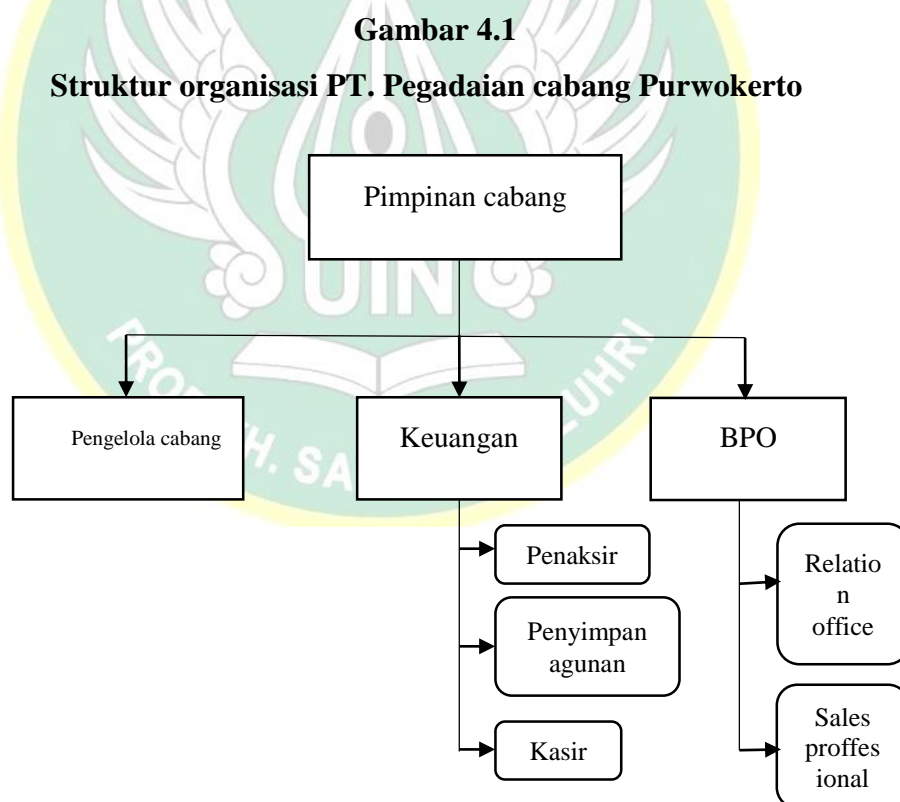 Gambar 4.1
Struktur organisasi PT. Pegadaian cabang Purwokerto
Pimpinan cabang
UIN
Pengelola cabang
Keuangan
BPO
Penaksir
Penyimpan
agunan
Kasir
Relatio
n
office
Sales
proffes
ional